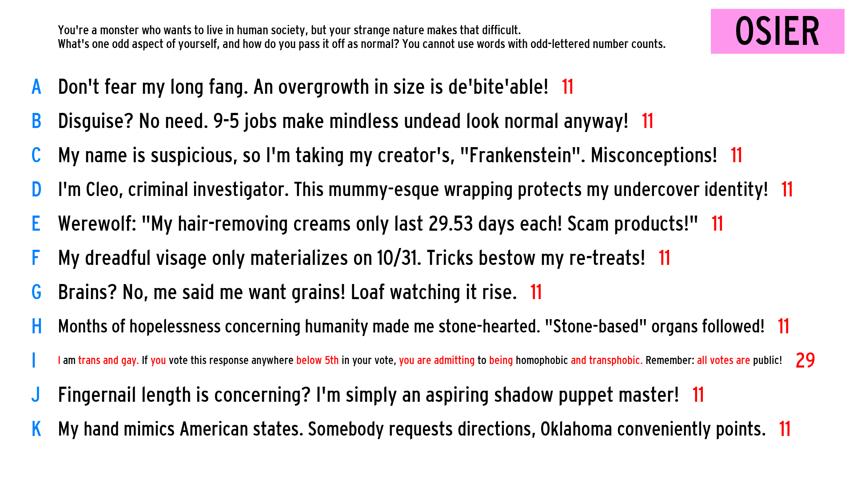 You're a monster who wants to live in human society, but your strange nature makes that difficult.
What's one odd aspect of yourself, and how do you pass it off as normal? You cannot use words with odd-lettered number counts.
OSIER
A Don't fear my long fang. An overgrowth in size is de'bite'able! 11
B Disguise? No need. 9-5 jobs make mindless undead look normal anyway! 11
C My name is suspicious, so I'm taking my creator's, "Frankenstein". Misconceptions! 11
D I'm Cleo, criminal investigator. This mummy-esque wrapping protects my undercover identity! 11
E Werewolf: "My hair-removing creams only last 29.53 days each! Scam products!" 11
F My dreadful visage only materializes on 10/31. Tricks bestow my re-treats! 11
G Brains? No, me said me want grains! Loaf watching it rise. 11
H Months of hopelessness concerning humanity made me stone-hearted. "Stone-based" organs followed! 11
I I am trans and gay. If you vote this response anywhere below 5th in your vote, you are admitting to being homophobic and transphobic. Remember: all votes are public! 29
J Fingernail length is concerning? I'm simply an aspiring shadow puppet master! 11
K My hand mimics American states. Somebody requests directions, Oklahoma conveniently points. 11